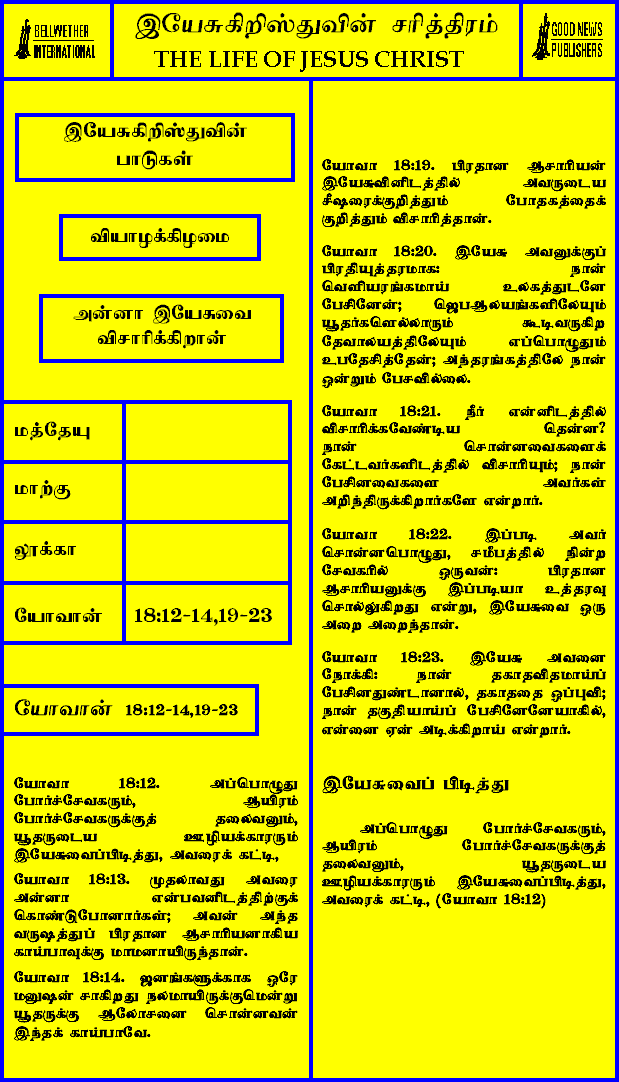 BELLWETHER
INTERNATIONAL
இயேசுகிறிஸ்துவின் சரித்திரம்
THE LIFE OF JESUS CHRIST
GOOD NEWS
PUBLISHERS
இயேசுகிறிஸ்துவின்
பாடுகள்
வியாழக்கிழமை
அன்னா இயேசுவை
விசாரிக்கிறான்
மத்தேயு
மாற்கு
லூக்கா
யோவான் 18:12-14,19-23
யோவான் 18:12-14,19-23
யோவா 18:12. அப்பொழுது
போர்ச்சேவகரும், ஆயிரம்
போர்ச்சேவகருக்குத் தலைவனும்,
யூதருடைய ஊழியக்காரரும்
இயேசுவைப்பிடித்து, அவரைக் கட்டி,
யோவா 18:13. முதலாவது அவரை
அன்னா என்பவனிடத்திற்குக்
கொண்டுபோனார்கள்; அவன் அந்த
வருஷத்துப் பிரதான ஆசாரியனாகிய
காய்பாவுக்கு மாமனாயிருந்தான்.
யோவா 18:14. ஜனங்களுக்காக ஒரே
மனுஷன் சாகிறது நலமாயிருக்குமென்று
யூதருக்கு ஆலோசனை சொன்னவன்
இந்தக் காய்பாவே.
யோவா 18:19. பிரதான ஆசாரியன்
இயேசுவினிடத்தில் அவருடைய
சீஷரைக்குறித்தும் போதகத்தைக்
குறித்தும் விசாரித்தான்.
யோவா 18:20. இயேசு அவனுக்குப்
பிரதியுத்தரமாக: நான்
வெளியரங்கமாய் உலகத்துடனே
பேசினேன்; ஜெபஆலயங்களிலேயும்
யூதர்களெல்லாரும் கூடிவருகிற
தேவாலயத்திலேயும் எப்பொழுதும்
உபதேசித்தேன்; அந்தரங்கத்திலே நான்
ஒன்றும் பேசவில்லை.
யோவா 18:21. நீர் என்னிடத்தில்
விசாரிக்கவேண்டிய தென்ன?
நான் சொன்னவைகளைக்
கேட்டவர்களிடத்தில் விசாரியும்; நான்
பேசினவைகளை அவர்கள்
அறிந்திருக்கிறார்களே என்றார்.
யோவா 18:22. இப்படி அவர்
சொன்னபொழுது, சமீபத்தில் நின்ற
சேவகரில் ஒருவன்: பிரதான
ஆசாரியனுக்கு இப்படியா உத்தரவு
சொல்லுகிறது என்று, இயேசுவை ஒரு
அறை அறைந்தான்.
யோவா 18:23. இயேசு அவனை
நோக்கி: நான் தகாதவிதமாய்ப்
பேசினதுண்டானால், தகாததை ஒப்புவி;
நான் தகுதியாய்ப் பேசினேனேயாகில்,
என்னை ஏன் அடிக்கிறாய் என்றார்.
இயேசுவைப் பிடித்து
அப்பொழுது போர்ச்சேவகரும்,
ஆயிரம் போர்ச்சேவகருக்குத்
தலைவனும், யூதருடைய
ஊழியக்காரரும் இயேசுவைப்பிடித்து,
அவரைக் கட்டி, (யோவா 18:12)